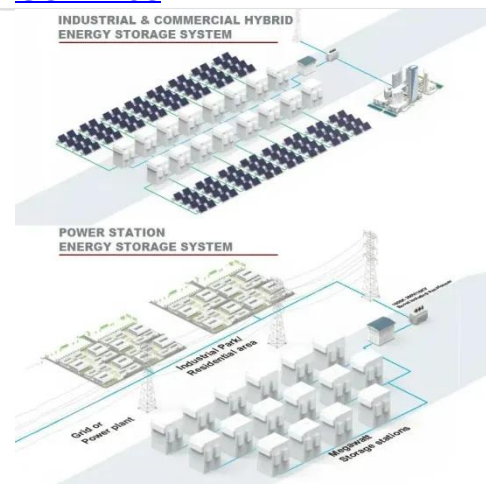 INDUSTRIAL & COMMERCIAL HYBRID
ENERGY STORAGE SYSTEM
POWER STATION
ENERGY STORAGE SYSTEM
Industrial Park/
Residential area
Grid or
Power plant
Megawatt
Storage stations